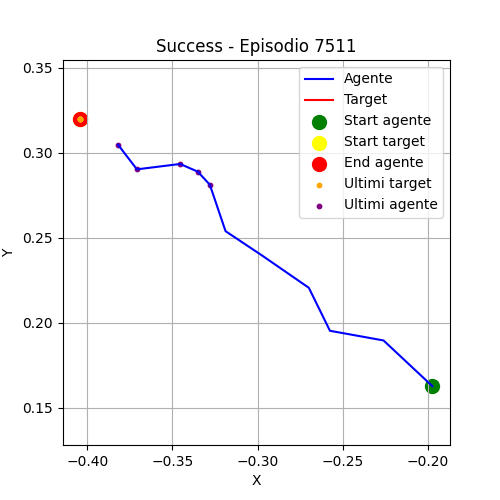 Success - Episodio 7511
0.35
0.30
0.25
0.20
0.15
Y
−0.40
−0.35
−0.30
−0.25
−0.20
X
Agente
Target
Start agente
Start target
End agente
Ultimi target
Ultimi agente